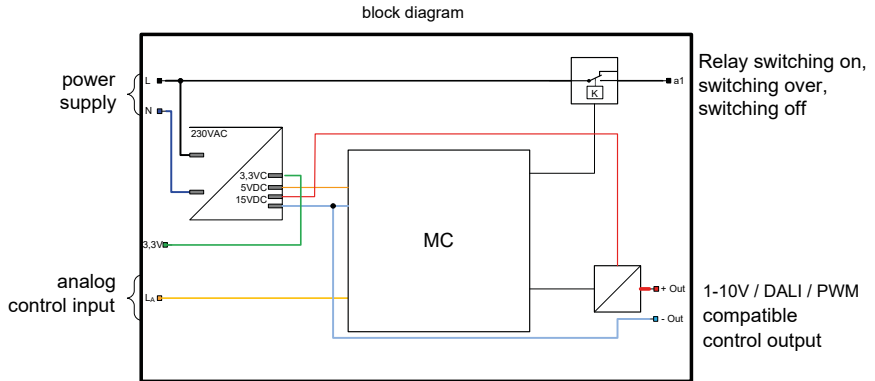 block diagram
power
supply
L
N
230VAC
3,3VC
5VDC
15VDC
K
a1
Relay switching on,
switching over,
switching off
MC
3,3V
analog
control input
LA
+ Out
- Out
1-10V / DALI / PWM
compatible
control output